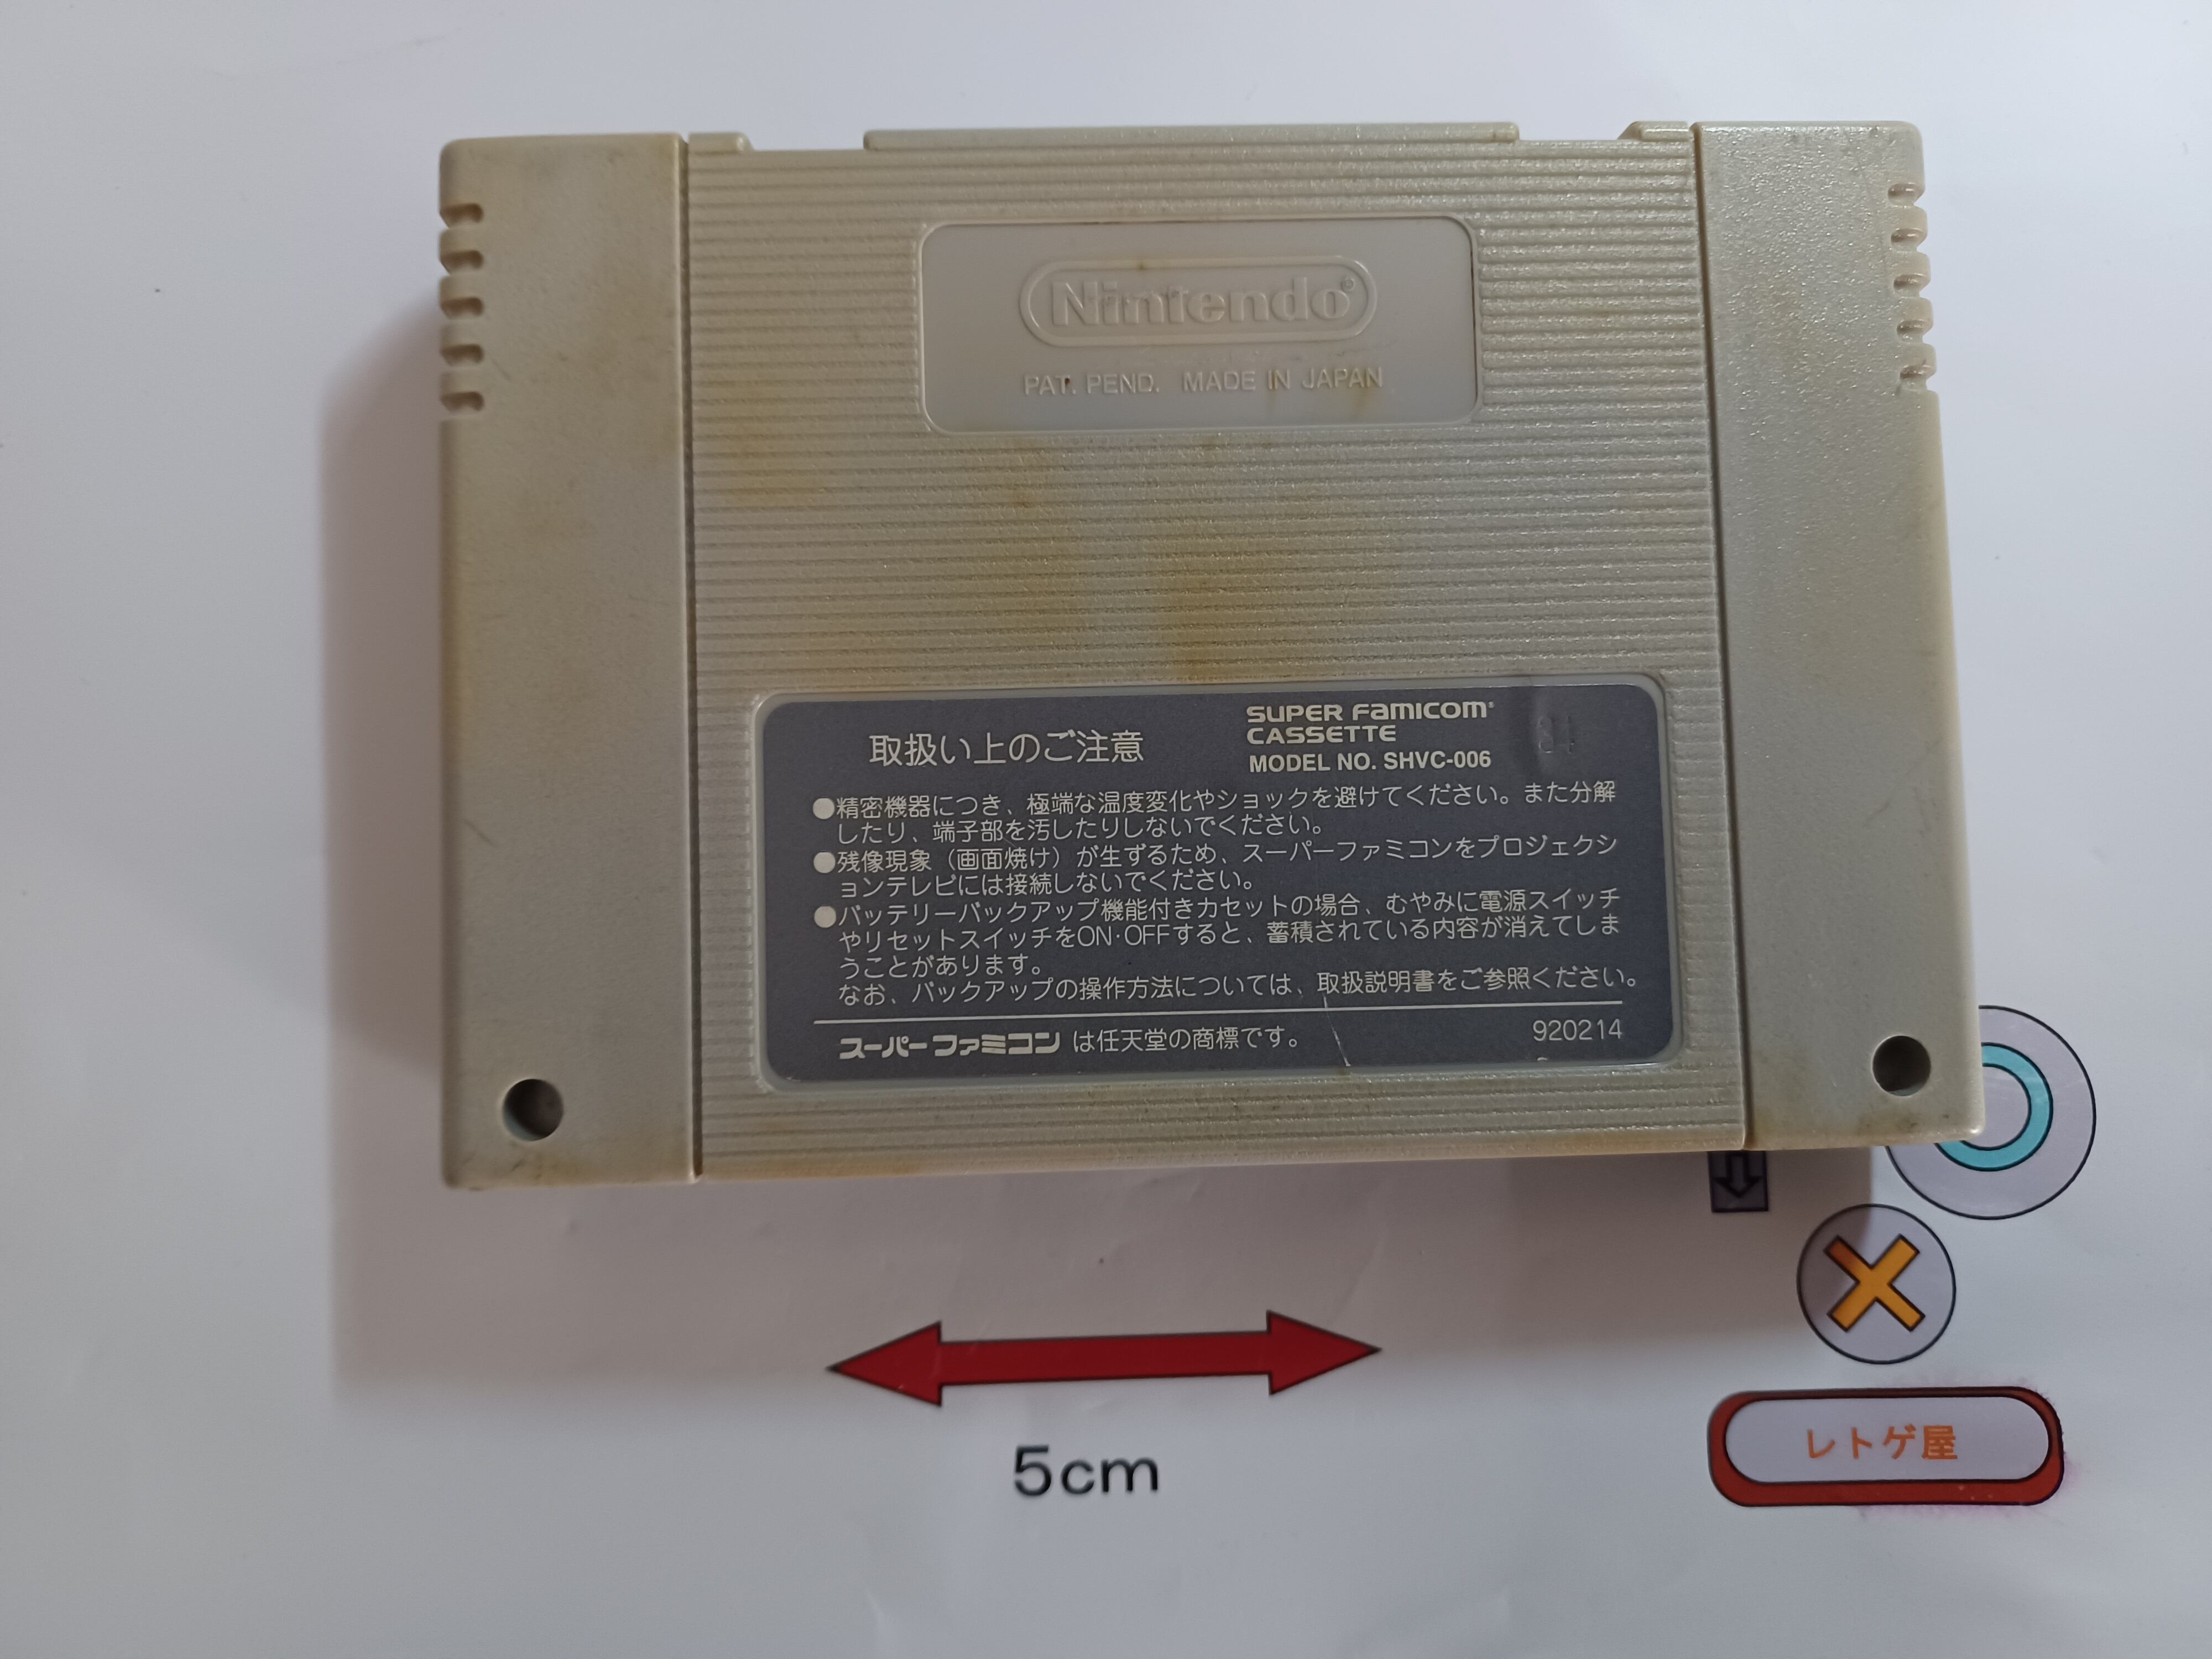 Nintendo®
PAT. PEND. MADE IN JAPAN
取扱い上のご注意
SUPER FAMICOM®
CASSETTE
MODEL NO. SHVC-006
●精密機器につき、極端な温度変化やショックを避けてください。また分解
したり、端子部を汚したりしないでください。
●残像現象（画面焼け）が生ずるため、スーパーファミコンをプロジェクシ
ョンテレビには接続しないでください。
●バッテリーバックアップ機能付きカセットの場合、むやみに電源スイッチ
やリセットスイッチをON·OFFすると、蓄積されている内容が消えてしま
うことがあります。
なお、バックアップの操作方法については、取扱説明書をご参照ください。
スーパーファミコン は任天堂の商標です。
920214
5cm
レトゲ屋